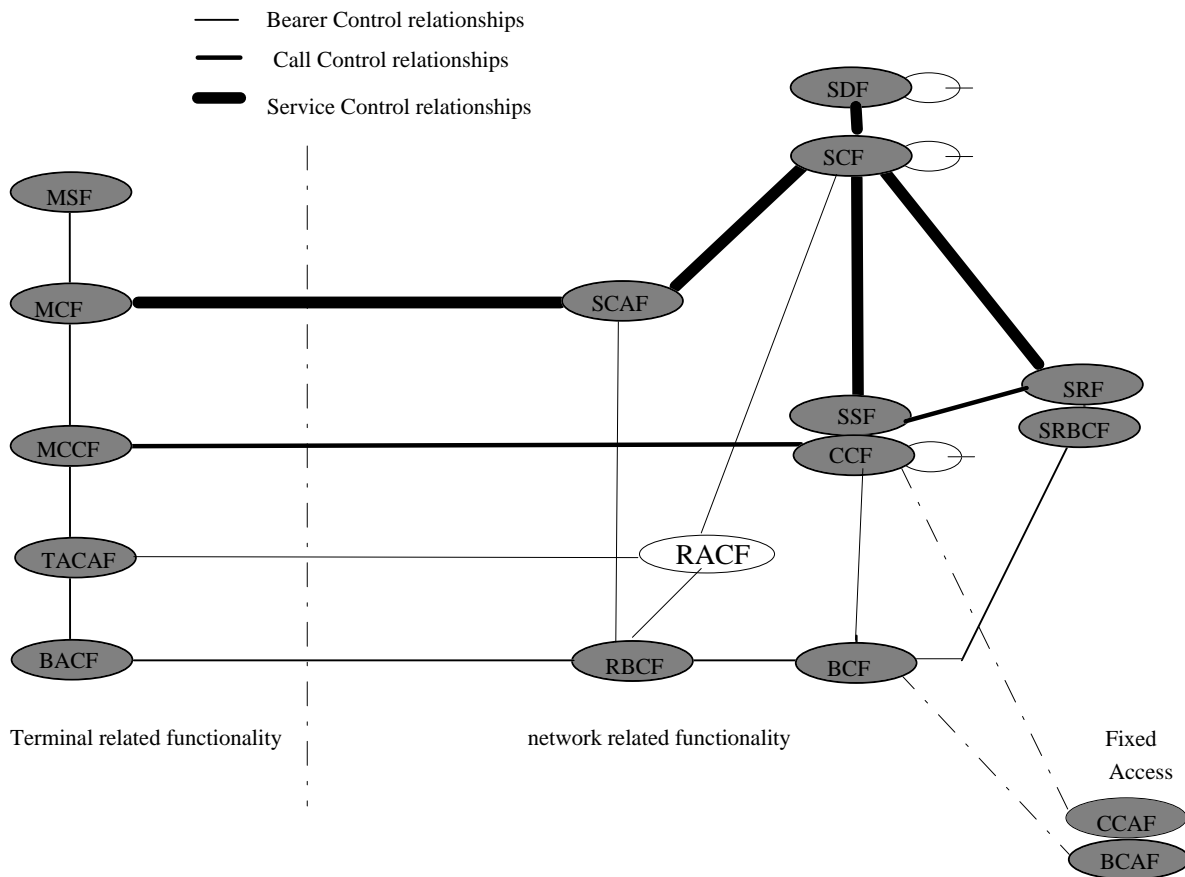 Bearer Control relationships
Call Control relationships
Service Control relationships
SDF
SCF
MSF
MCF
SCAF
SRF
SSF
SRBCF
MCCF
CCF
TACAF
RACF
BACF
RBCF
BCF
Terminal related functionality
network related functionality
Fixed
Access
CCAF
BCAF